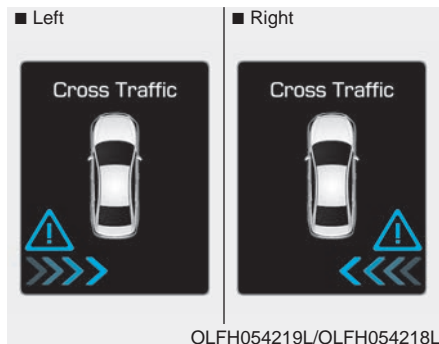 ■ Left
■ Right
Cross Traffic
Cross Traffic
OLFH054219L/OLFH054218L